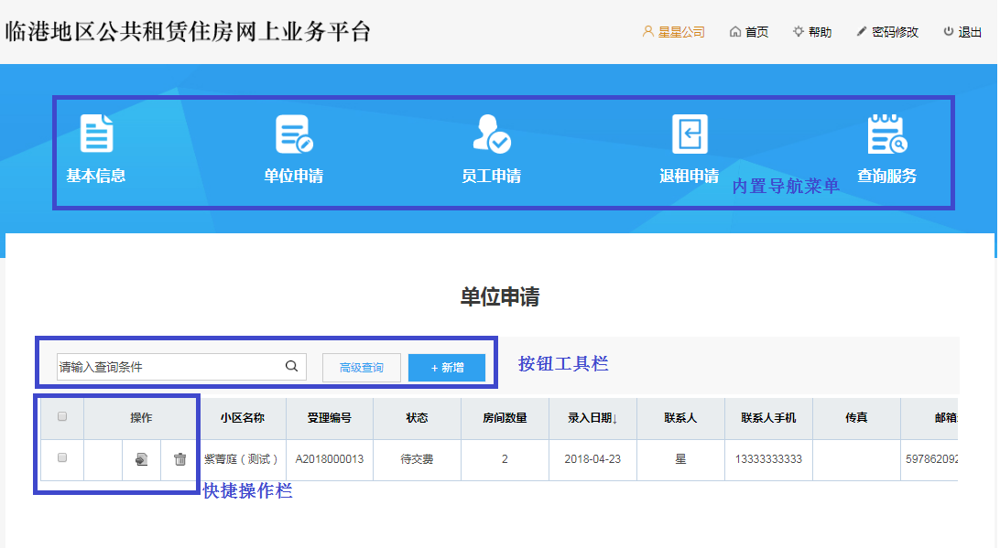 临港地区公共租赁住房网上业务平台 星星公司 首页 帮助 密码修改 退出
基本信息 单位申请 员工申请 退租申请 查询服务
内置导航菜单
单位申请
请输入查询条件 高级查询 + 新增 按钮工具栏
操作 小区名称 受理编号 状态 房间数量 录入日期↓ 联系人 联系人手机 传真 邮箱
紫菁庭（测试） A2018000013 待交费 2 2018-04-23 星 13333333333 597862092
快捷操作栏